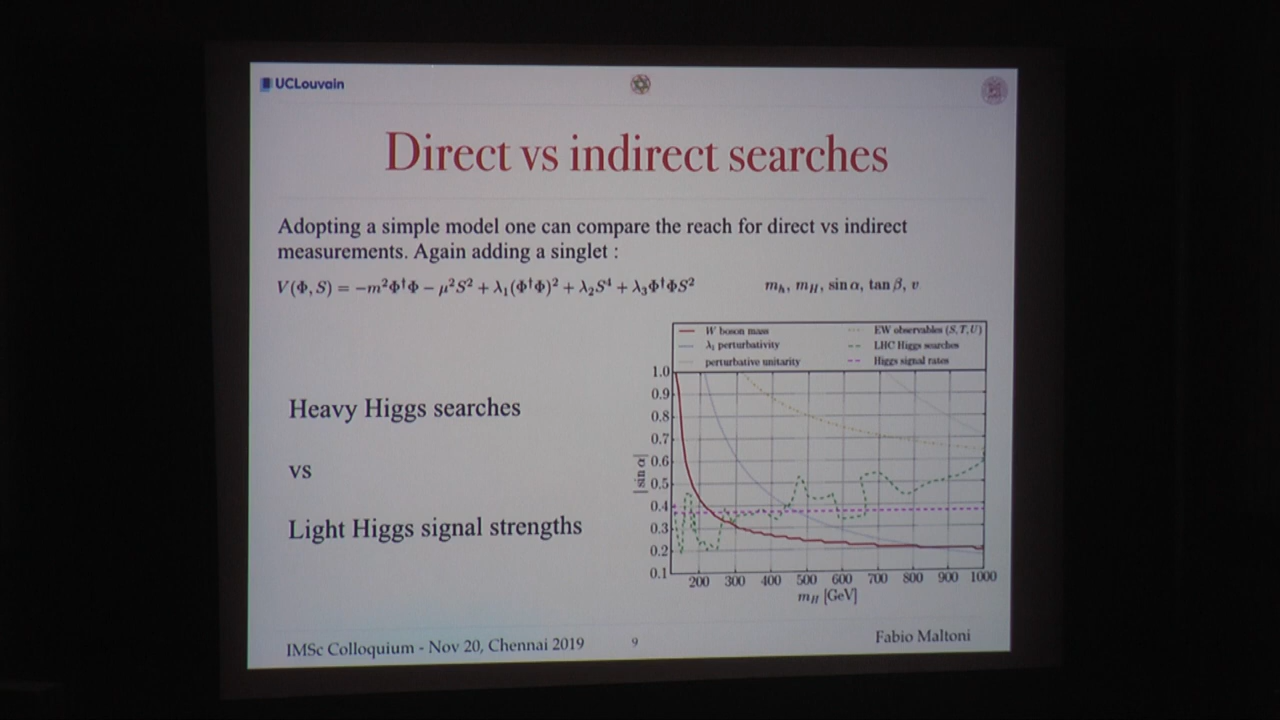 UCLouvain
Direct vs indirect searches
Adopting a simple model one can compare the reach for direct vs indirect
measurements. Again adding a singlet :
V(Φ, S) = −m²Φ†Φ − μ²S² + λ₁(Φ†Φ)² + λ₂S⁴ + λ₃Φ†ΦS²
mₕ, m_H, sin α, tan β, v
Heavy Higgs searches
vs
Light Higgs signal strengths
W boson mass
λ₁ perturbativity
perturbative unitarity
EW observables (S, T, U)
LHC Higgs searches
Higgs signal rates
|sin α|
1.0
0.9
0.8
0.7
0.6
0.5
0.4
0.3
0.2
0.1
200 300 400 500 600 700 800 900 1000
m_H [GeV]
IMSc Colloquium - Nov 20, Chennai 2019
9
Fabio Maltoni